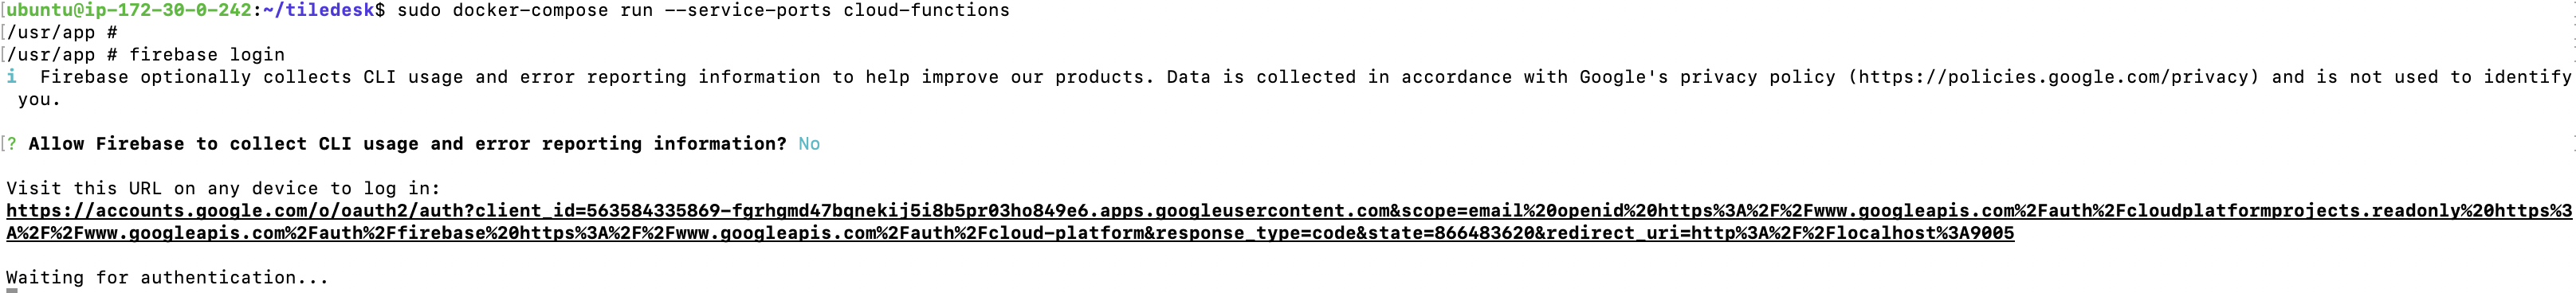 ubuntu@ip-172-30-0-242:~/tiledesk$ sudo docker-compose run --service-ports cloud-functions
/usr/app #
/usr/app # firebase login
i  Firebase optionally collects CLI usage and error reporting information to help improve our products. Data is collected in accordance with Google's privacy policy (https://policies.google.com/privacy) and is not used to identify
you.
? Allow Firebase to collect CLI usage and error reporting information? No
Visit this URL on any device to log in:
https://accounts.google.com/o/oauth2/auth?client_id=563584335869-fgrhgmd47bqnekij5i8b5pr03ho849e6.apps.googleusercontent.com&scope=email%20openid%20https%3A%2F%2Fwww.googleapis.com%2Fauth%2Fcloudplatformprojects.readonly%20https%3
A%2F%2Fwww.googleapis.com%2Fauth%2Ffirebase%20https%3A%2F%2Fwww.googleapis.com%2Fauth%2Fcloud-platform&response_type=code&state=866483620&redirect_uri=http%3A%2F%2Flocalhost%3A9005
Waiting for authentication...